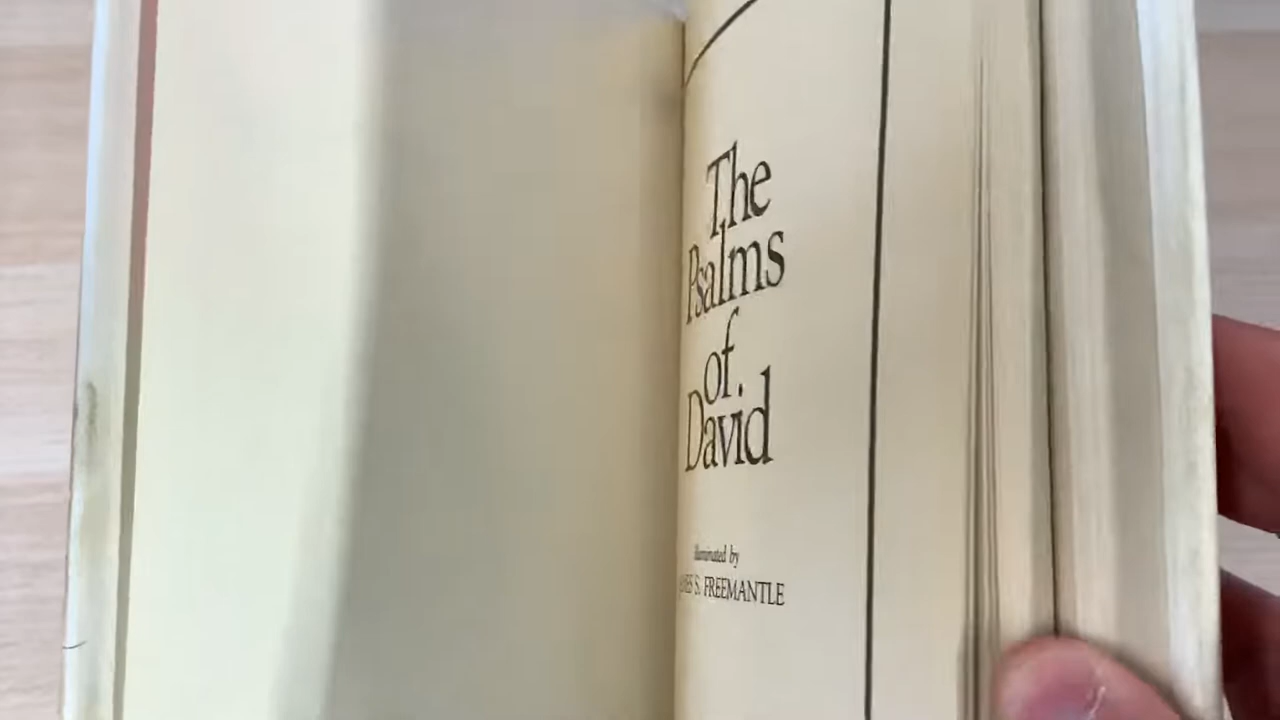 The
Psalms
of
David
illuminated by
S. FREEMANTLE